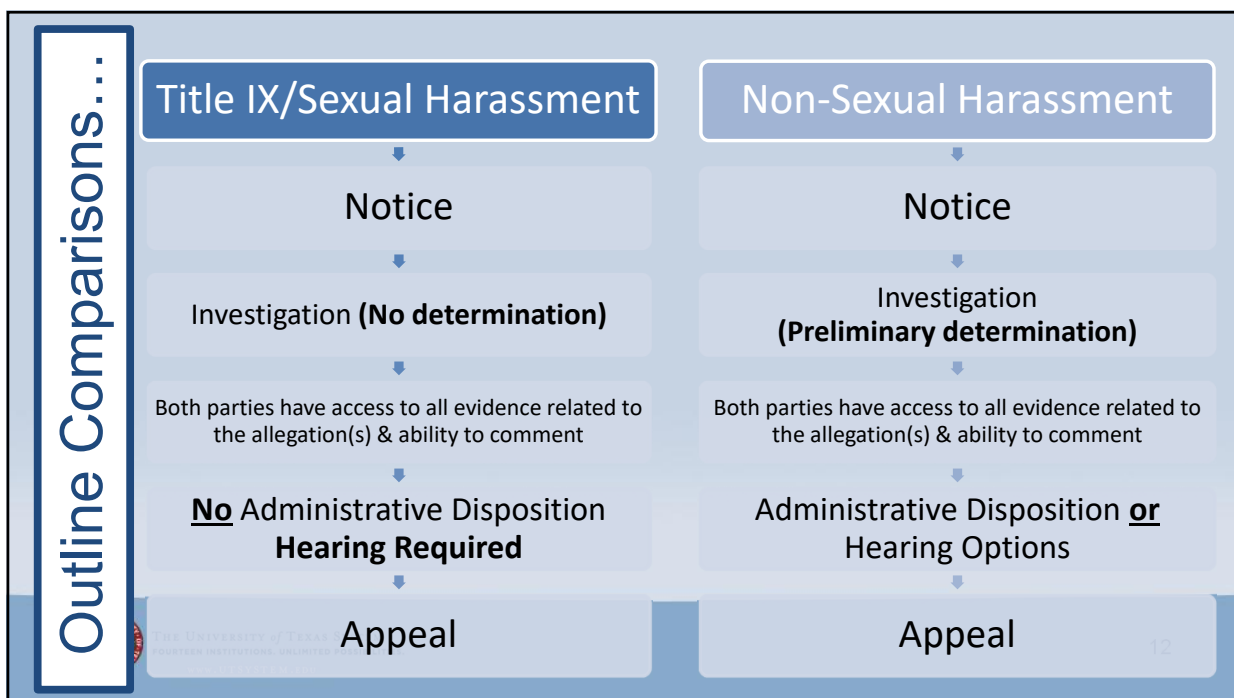 Outline Comparisons...
Title IX/Sexual Harassment
Notice
Investigation (No determination)
Both parties have access to all evidence related to
the allegation(s) & ability to comment
No Administrative Disposition
Hearing Required
Appeal
Non-Sexual Harassment
Notice
Investigation
(Preliminary determination)
Both parties have access to all evidence related to
the allegation(s) & ability to comment
Administrative Disposition or
Hearing Options
Appeal
THE UNIVERSITY of TEXAS
FOURTEEN INSTITUTIONS. UNLIMITED
12